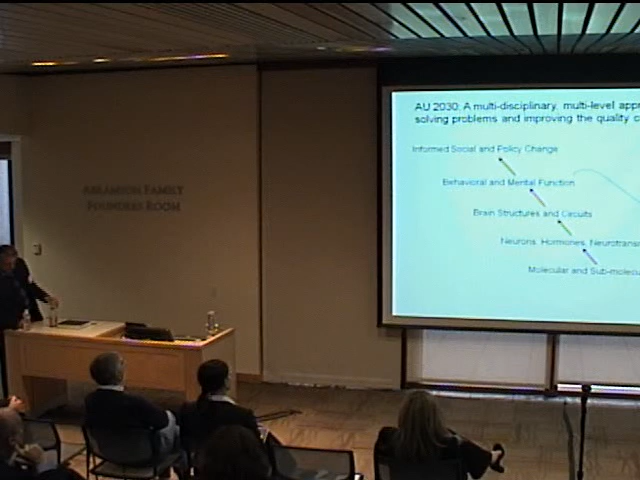 AU 2030: A multi-disciplinary, multi-level
solving problems and improving the quality
Informed Social and Policy Change
Behavioral and Mental Function
ABRAMSON FAMILY
FOUNDERS ROOM
Brain Structures and Circuits
Neurons, Hormones, Neurotrans
Molecular and Sub-molecu